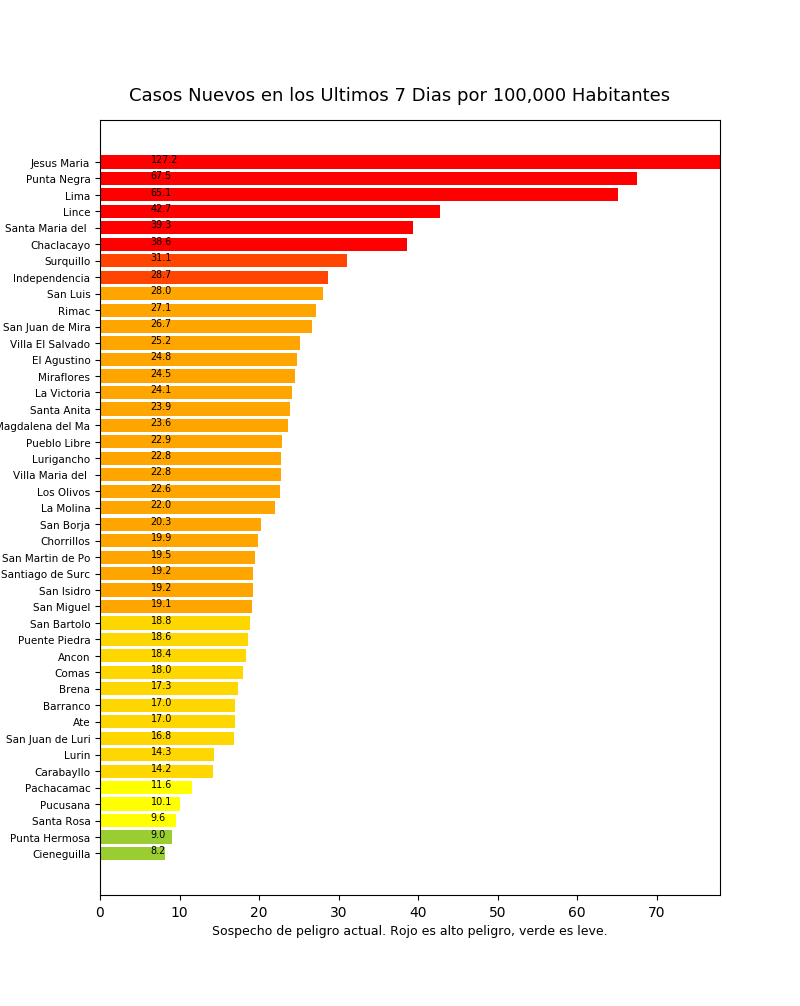 Casos Nuevos en los Ultimos 7 Dias por 100,000 Habitantes
Jesus Maria 127.2
Punta Negra 67.5
Lima 65.1
Lince 42.7
Santa Maria del 39.3
Chaclacayo 38.6
Surquillo 31.1
Independencia 28.7
San Luis 28.0
Rimac 27.1
San Juan de Mira 26.7
Villa El Salvado 25.2
El Agustino 24.8
Miraflores 24.5
La Victoria 24.1
Santa Anita 23.9
Magdalena del Ma 23.6
Pueblo Libre 22.9
Lurigancho 22.8
Villa Maria del 22.8
Los Olivos 22.6
La Molina 22.0
San Borja 20.3
Chorrillos 19.9
San Martin de Po 19.5
Santiago de Surc 19.2
San Isidro 19.2
San Miguel 19.1
San Bartolo 18.8
Puente Piedra 18.6
Ancon 18.4
Comas 18.0
Brena 17.3
Barranco 17.0
Ate 17.0
San Juan de Luri 16.8
Lurin 14.3
Carabayllo 14.2
Pachacamac 11.6
Pucusana 10.1
Santa Rosa 9.6
Punta Hermosa 9.0
Cieneguilla 8.2
0 10 20 30 40 50 60 70
Sospecho de peligro actual. Rojo es alto peligro, verde es leve.